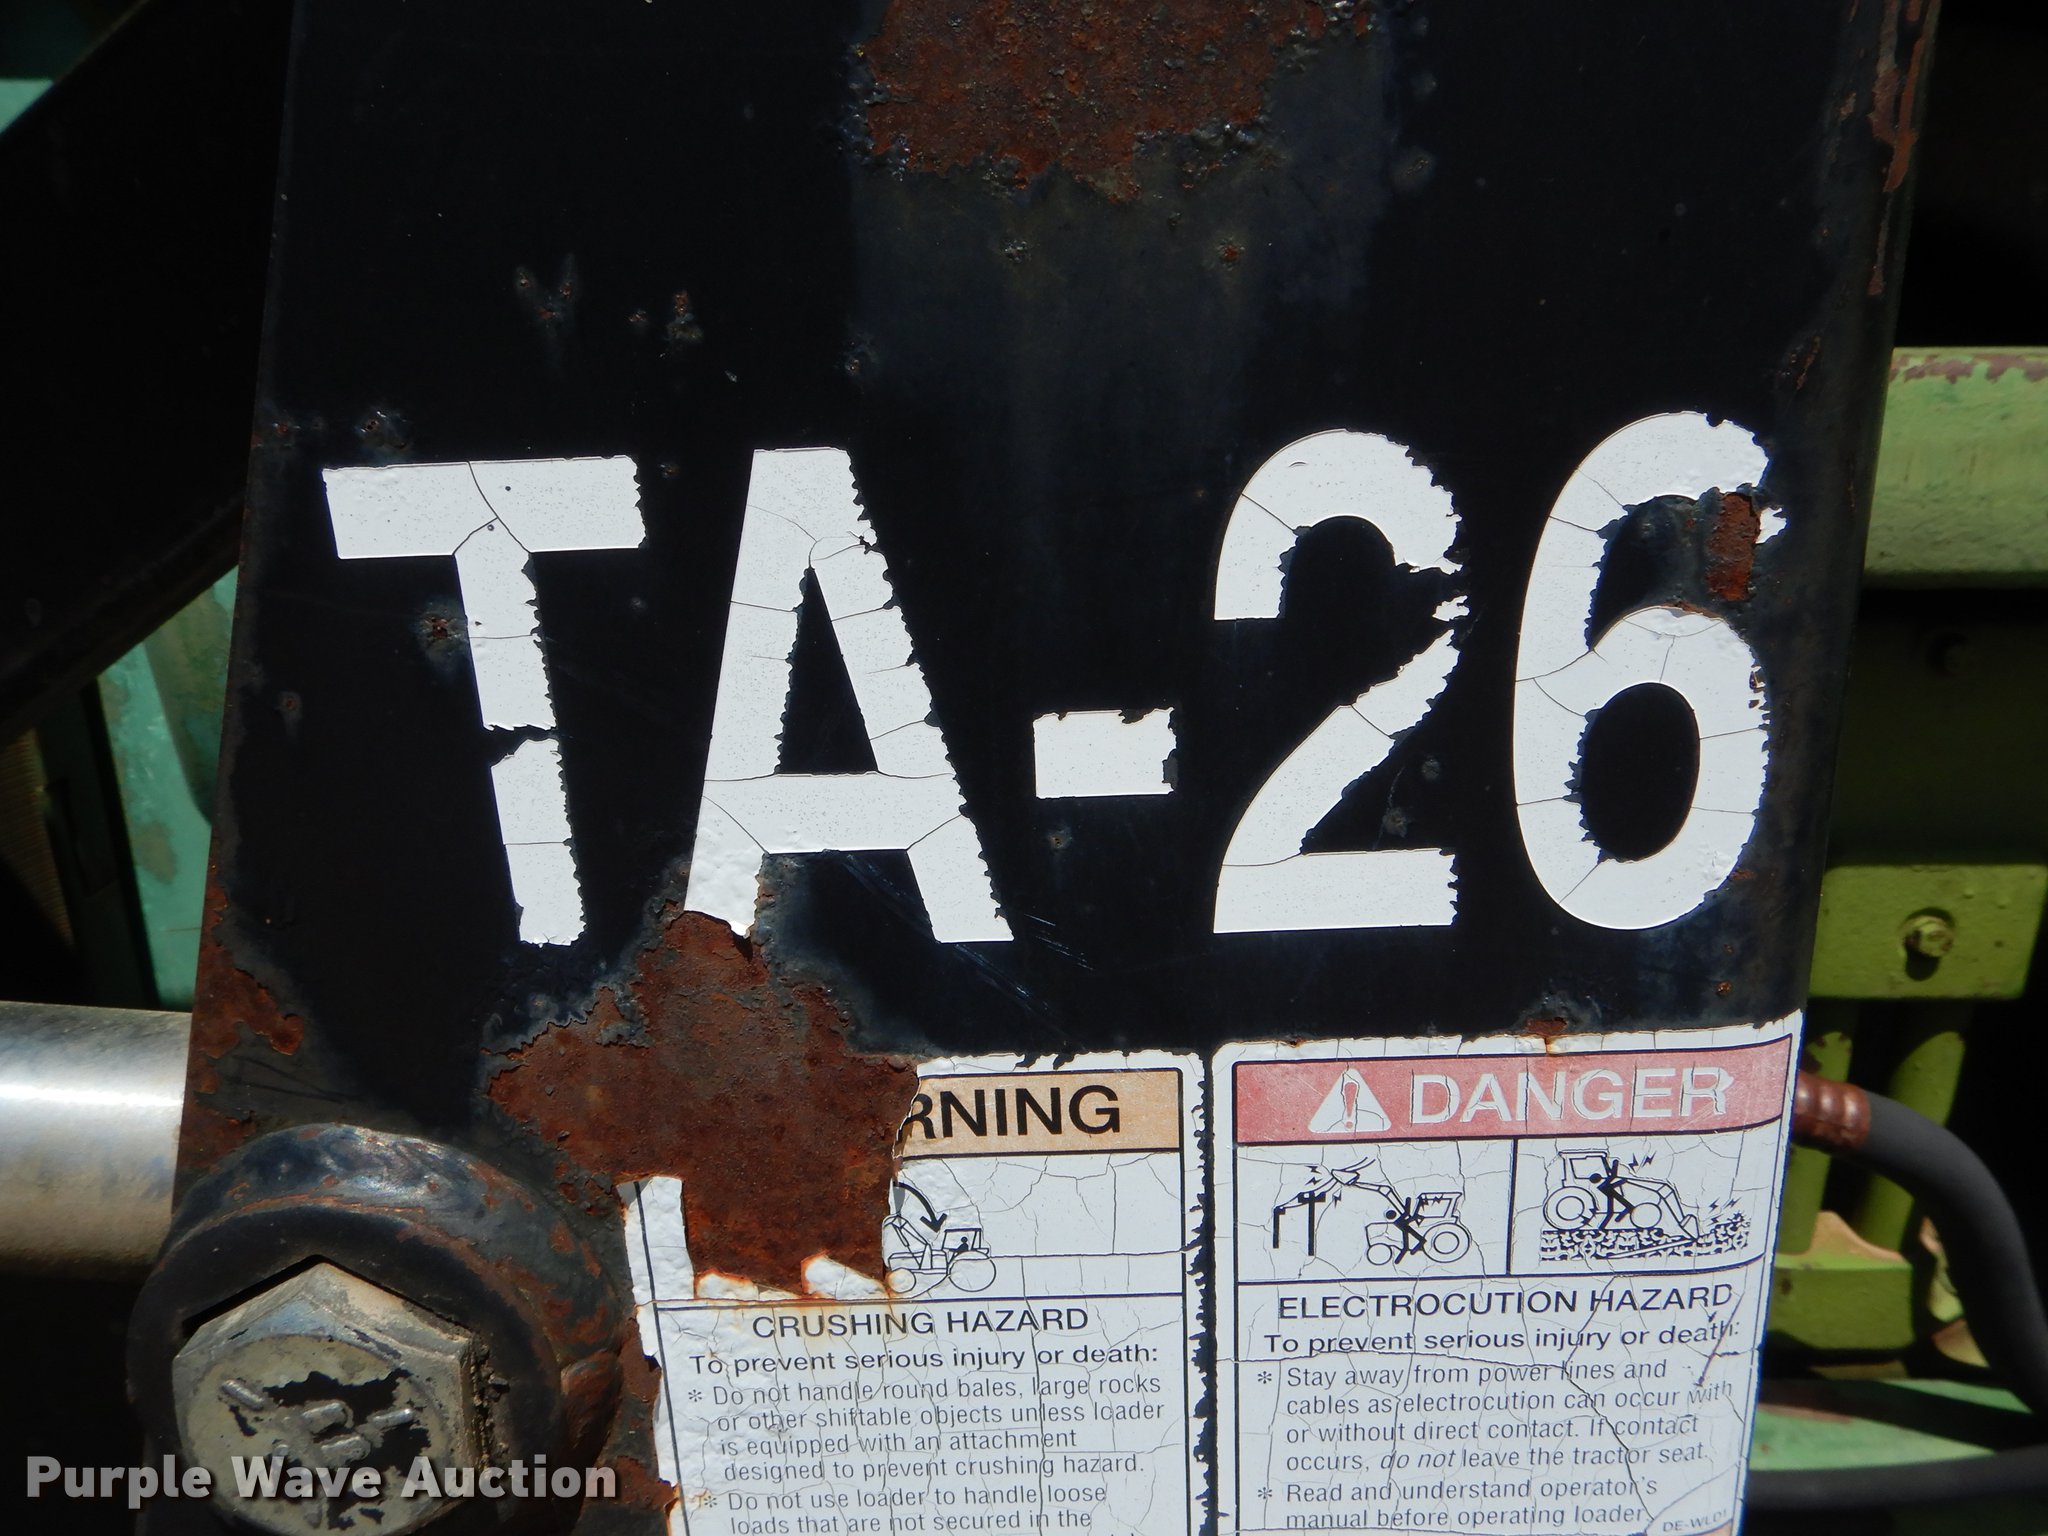 TA-26
RNING
CRUSHING HAZARD
To prevent serious injury or death:
* Do not handle round bales, large rocks
or other shiftable objects unless loader
is equipped with an attachment
designed to prevent crushing hazard.
* Do not use loader to handle loose
loads that are not secured in the
DANGER
ELECTROCUTION HAZARD
To prevent serious injury or death:
* Stay away from power lines and
cables as electrocution can occur with
or without direct contact. If contact
occurs, do not leave the tractor seat.
* Read and understand operator's
manual before operating loader.
DE-WL01
Purple Wave Auction